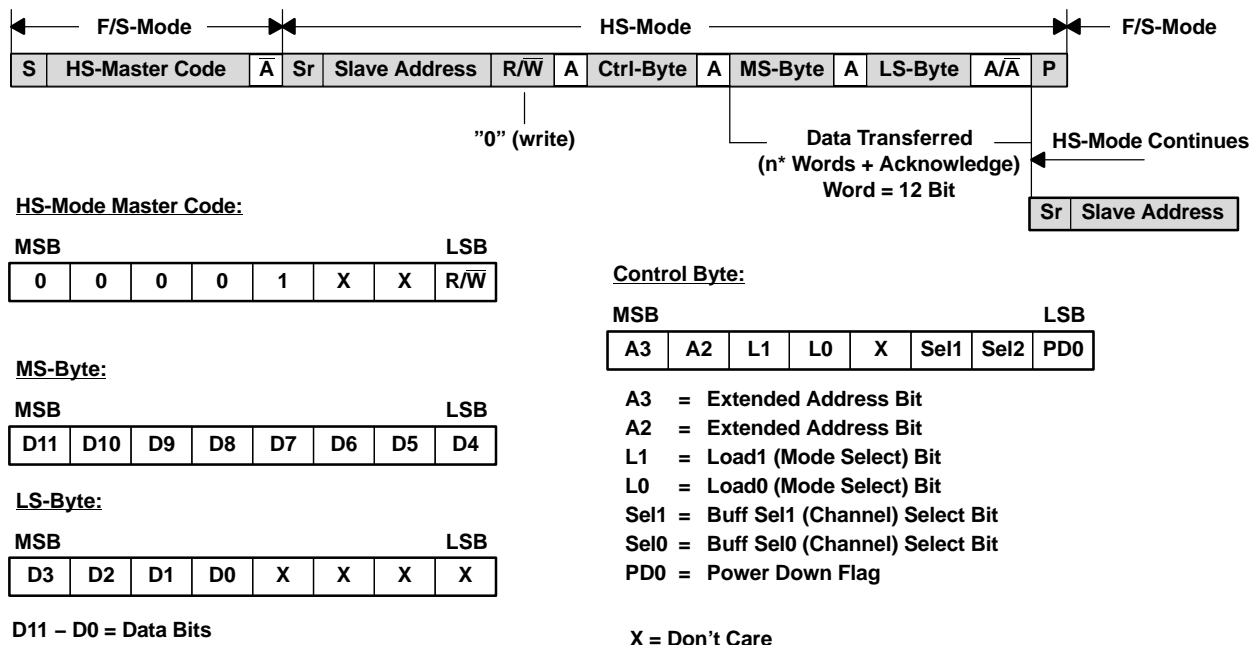 F/S-Mode HS-Mode F/S-Mode
S HS-Master Code A̅ Sr Slave Address R/W̅ A Ctrl-Byte A MS-Byte A LS-Byte A/A̅ P
”0” (write)
Data Transferred
(n* Words + Acknowledge)
Word = 12 Bit
HS-Mode Continues
Sr Slave Address
HS-Mode Master Code:
MSB LSB
0 0 0 0 1 X X R/W̅
MS-Byte:
MSB LSB
D11 D10 D9 D8 D7 D6 D5 D4
LS-Byte:
MSB LSB
D3 D2 D1 D0 X X X X
D11 – D0 = Data Bits
Control Byte:
MSB LSB
A3 A2 L1 L0 X Sel1 Sel2 PD0
A3 = Extended Address Bit
A2 = Extended Address Bit
L1 = Load1 (Mode Select) Bit
L0 = Load0 (Mode Select) Bit
Sel1 = Buff Sel1 (Channel) Select Bit
Sel0 = Buff Sel0 (Channel) Select Bit
PD0 = Power Down Flag
X = Don’t Care